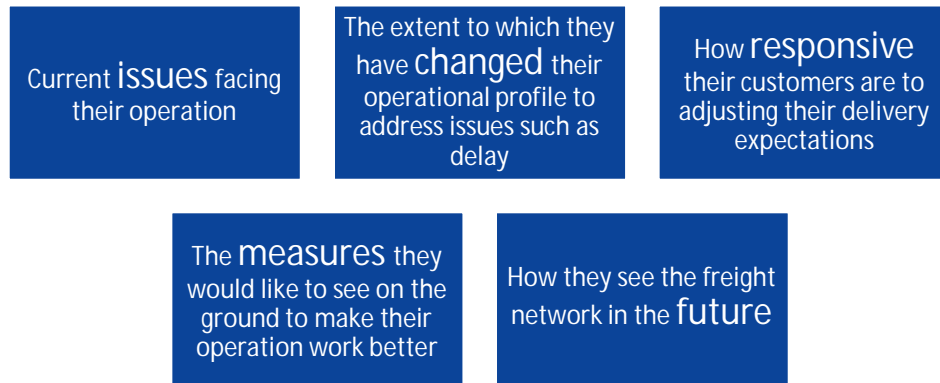 Current issues facing
their operation
The extent to which they
have changed their
operational profile to
address issues such as
delay
How responsive
their customers are to
adjusting their delivery
expectations
The measures they
would like to see on the
ground to make their
operation work better
How they see the freight
network in the future